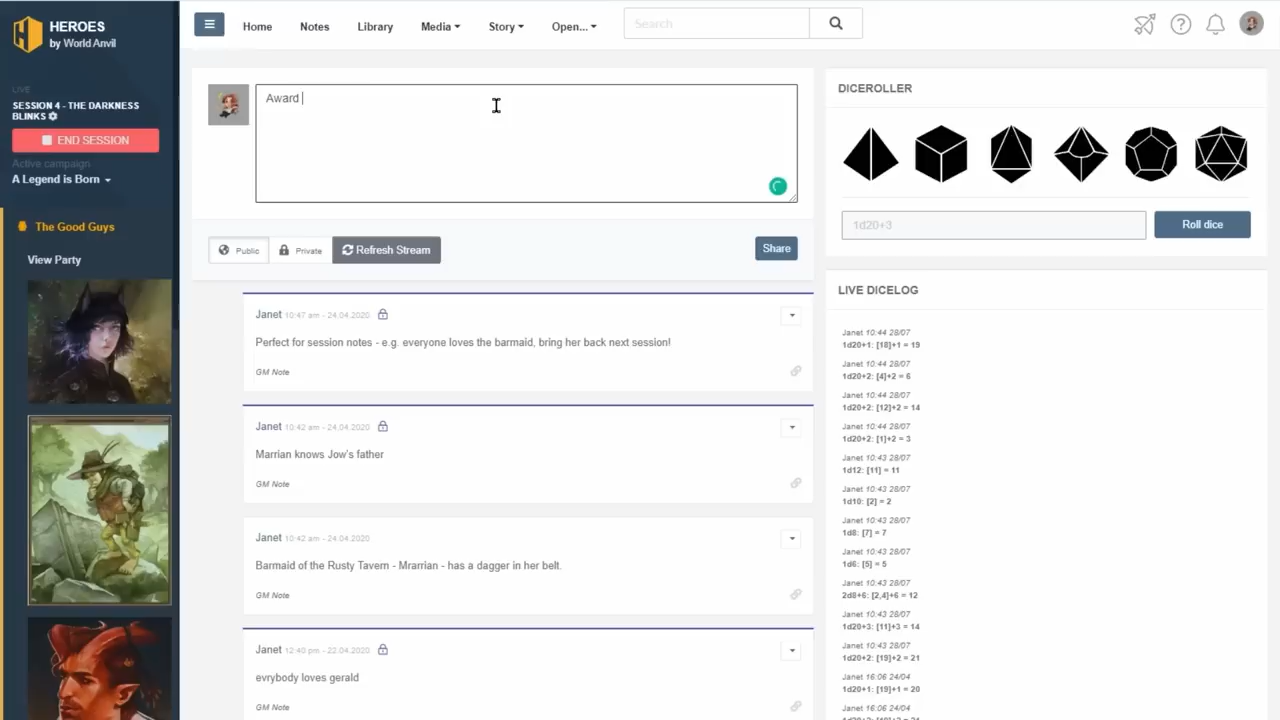 HEROES
by World Anvil
LIVE
SESSION 4 - THE DARKNESS
BLINKS
END SESSION
Active campaign
A Legend is Born
The Good Guys
View Party
Home
Notes
Library
Media
Story
Open...
Search
Award
Public
Private
Refresh Stream
Share
Janet 10:47 am - 24.04.2020
Perfect for session notes - e.g. everyone loves the barmaid, bring her back next session!
GM Note
Janet 10:42 am - 24.04.2020
Marrian knows Jow's father
GM Note
Janet 10:42 am - 24.04.2020
Barmaid of the Rusty Tavern - Mrarrian - has a dagger in her belt.
GM Note
Janet 12:40 pm - 22.04.2020
evrybody loves gerald
GM Note
DICEROLLER
1d20+3
Roll dice
LIVE DICELOG
Janet 10:44 28/07
1d20+1: [18]+1 = 19
Janet 10:44 28/07
1d20+2: [4]+2 = 6
Janet 10:44 28/07
1d20+2: [12]+2 = 14
Janet 10:44 28/07
1d20+2: [1]+2 = 3
Janet 10:43 28/07
1d12: [11] = 11
Janet 10:43 28/07
1d10: [2] = 2
Janet 10:43 28/07
1d8: [7] = 7
Janet 10:43 28/07
1d6: [5] = 5
Janet 10:43 28/07
2d8+6: [2,4]+6 = 12
Janet 10:43 28/07
1d20+3: [11]+3 = 14
Janet 10:43 28/07
1d20+2: [19]+2 = 21
Janet 16:06 24/04
1d20+1: [19]+1 = 20
Janet 16:06 24/04